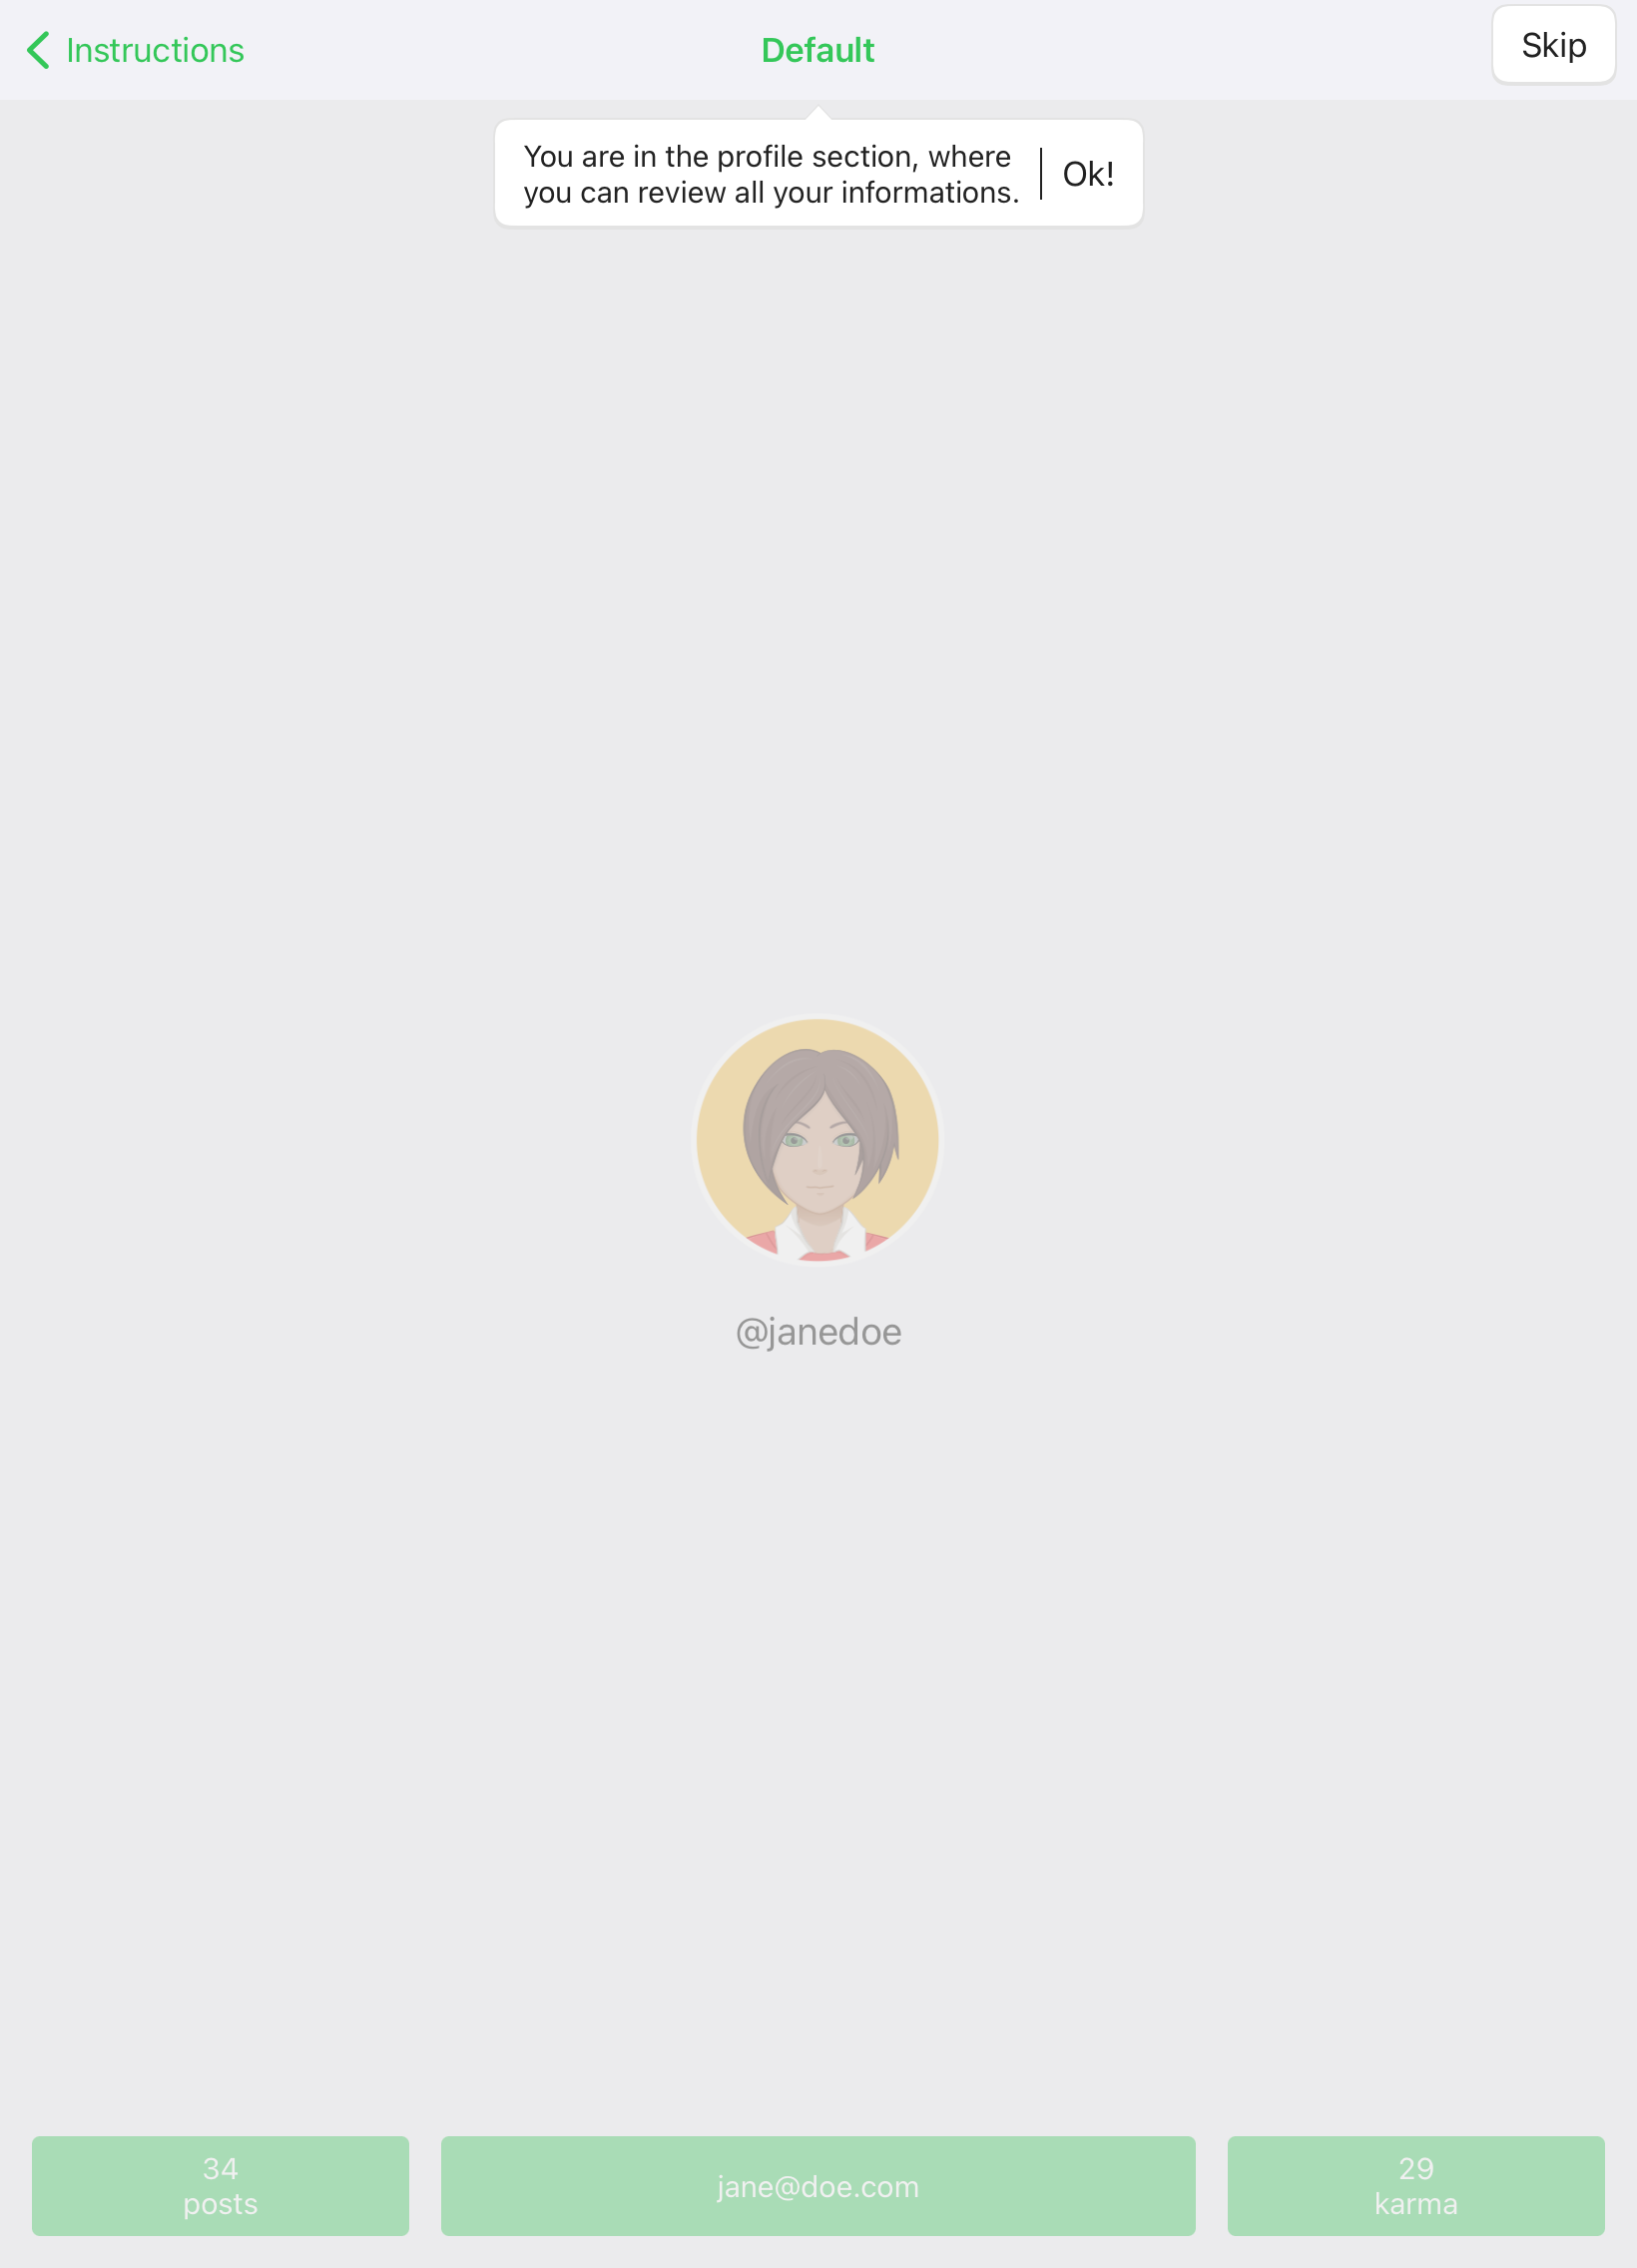 Instructions
Default
Skip
You are in the profile section, where
you can review all your informations.
Ok!
@janedoe
34
posts
jane@doe.com
29
karma